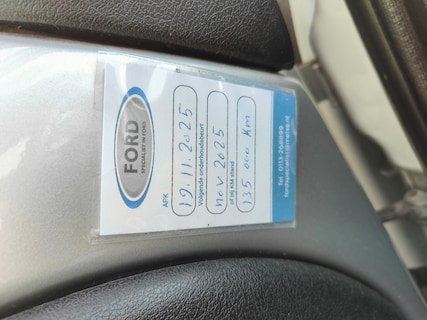 FORD
SPECIALIST IN FORD
APK
19.11.2025
Volgende onderhoudsbeurt
nov 2025
of bij KM stand
135 000 km